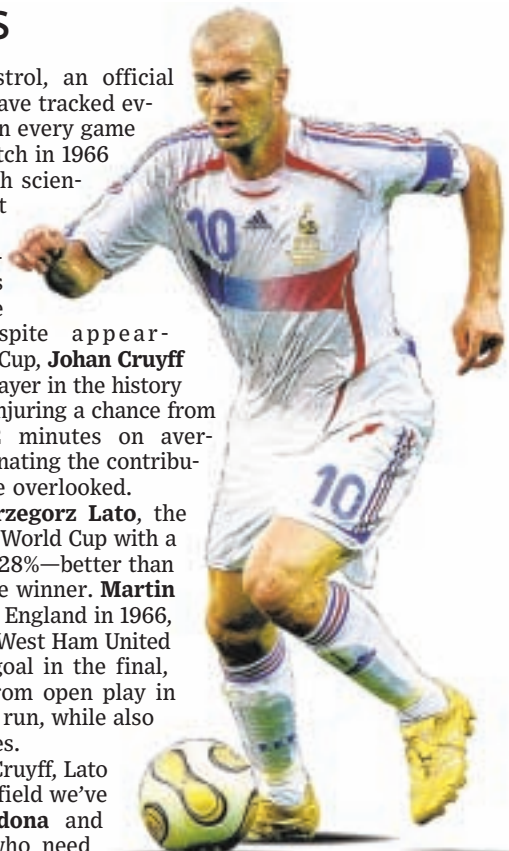 s
strol, an official
ave tracked ev-
n every game
tch in 1966
h scien-
t
-
s
e
spite appear-
Cup, Johan Cruyff
ayer in the history
njuring a chance from
minutes on aver-
nating the contribu-
e overlooked.
rzegorz Lato, the
World Cup with a
28%—better than
e winner. Martin
England in 1966,
West Ham United
goal in the final,
rom open play in
run, while also
es.
Cruyff, Lato
field we've
dona and
who need
10
10